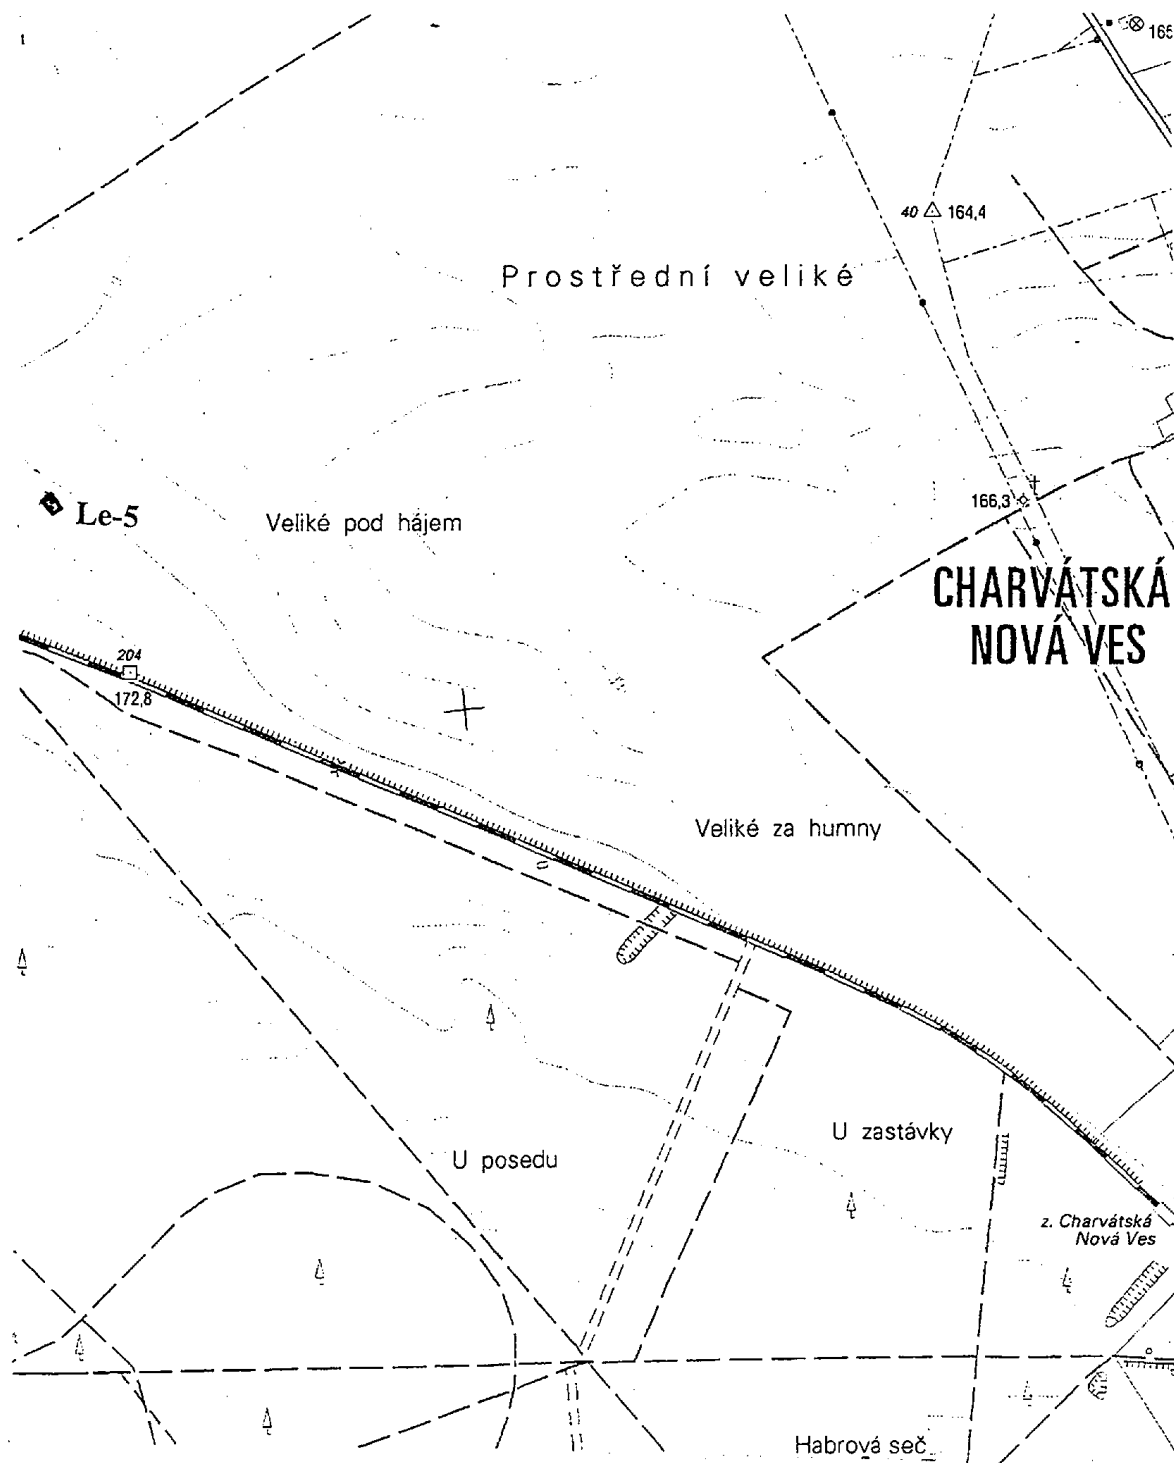 165
40 164,4
Prostřední veliké
166,3
Le-5
Veliké pod hájem
CHARVÁTSKÁ
NOVÁ VES
204
172,8
Veliké za humny
U zastávky
U posedu
z. Charvátská
Nová Ves
Habrová seč